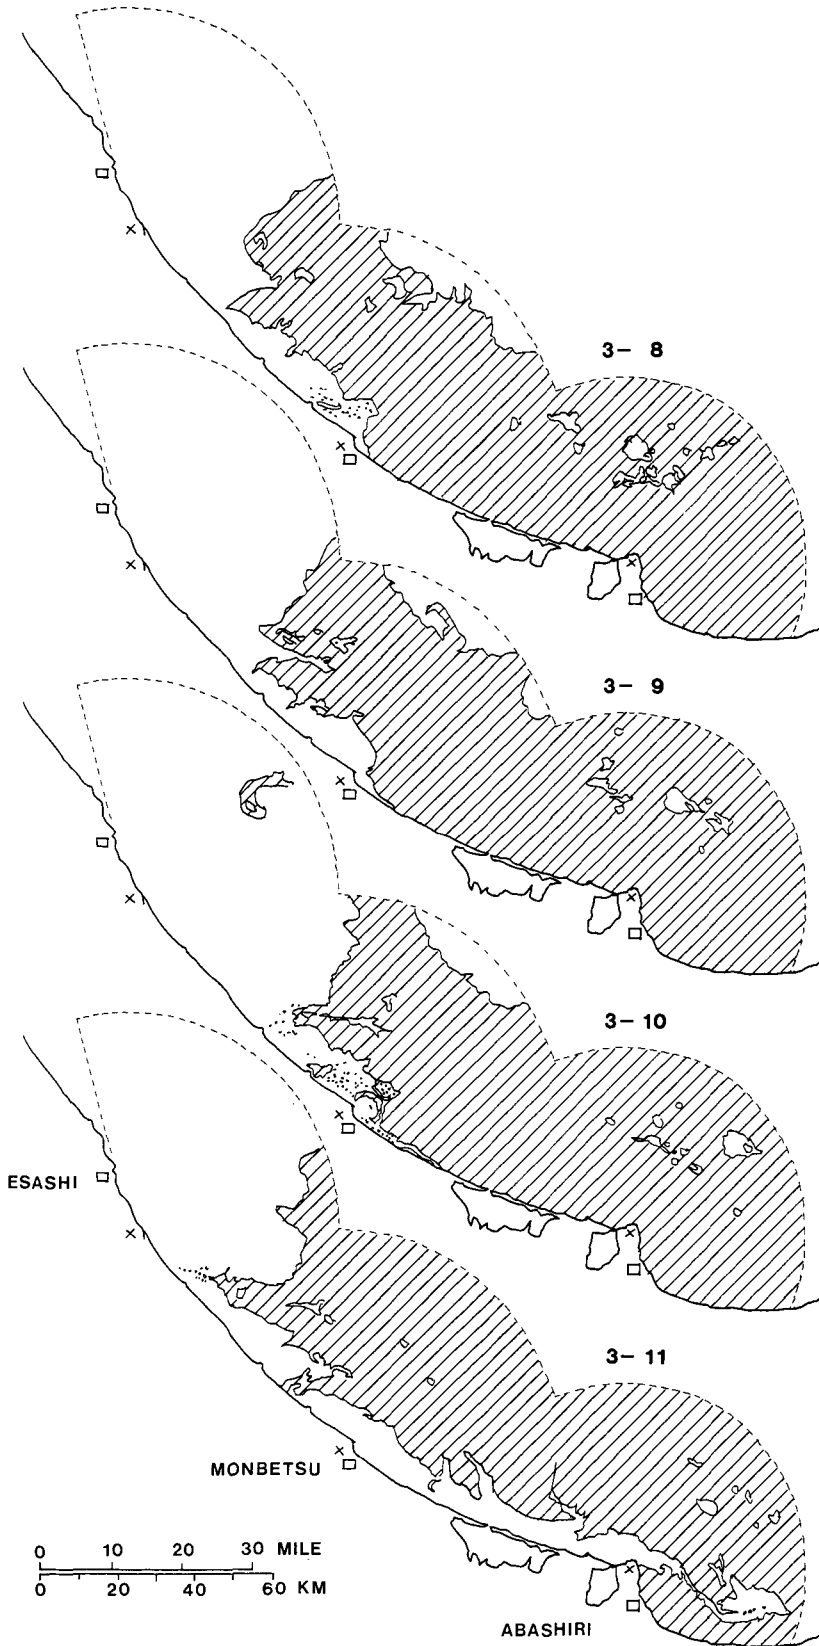 3- 8
3- 9
3- 10
ESASHI
3- 11
MONBETSU
0 10 20 30 MILE
0 20 40 60 KM
ABASHIRI